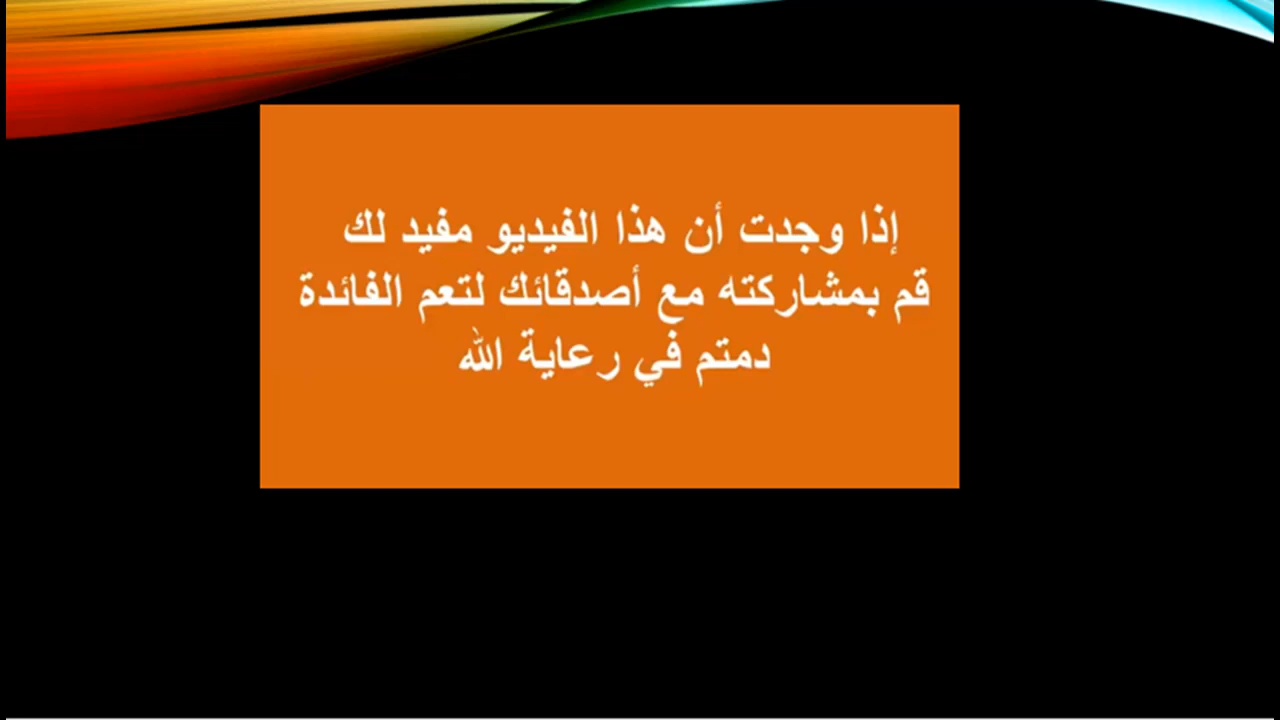 إذا وجدت أن هذا الفيديو مفيد لك
قم بمشاركته مع أصدقائك لتعم الفائدة
دمتم في رعاية الله